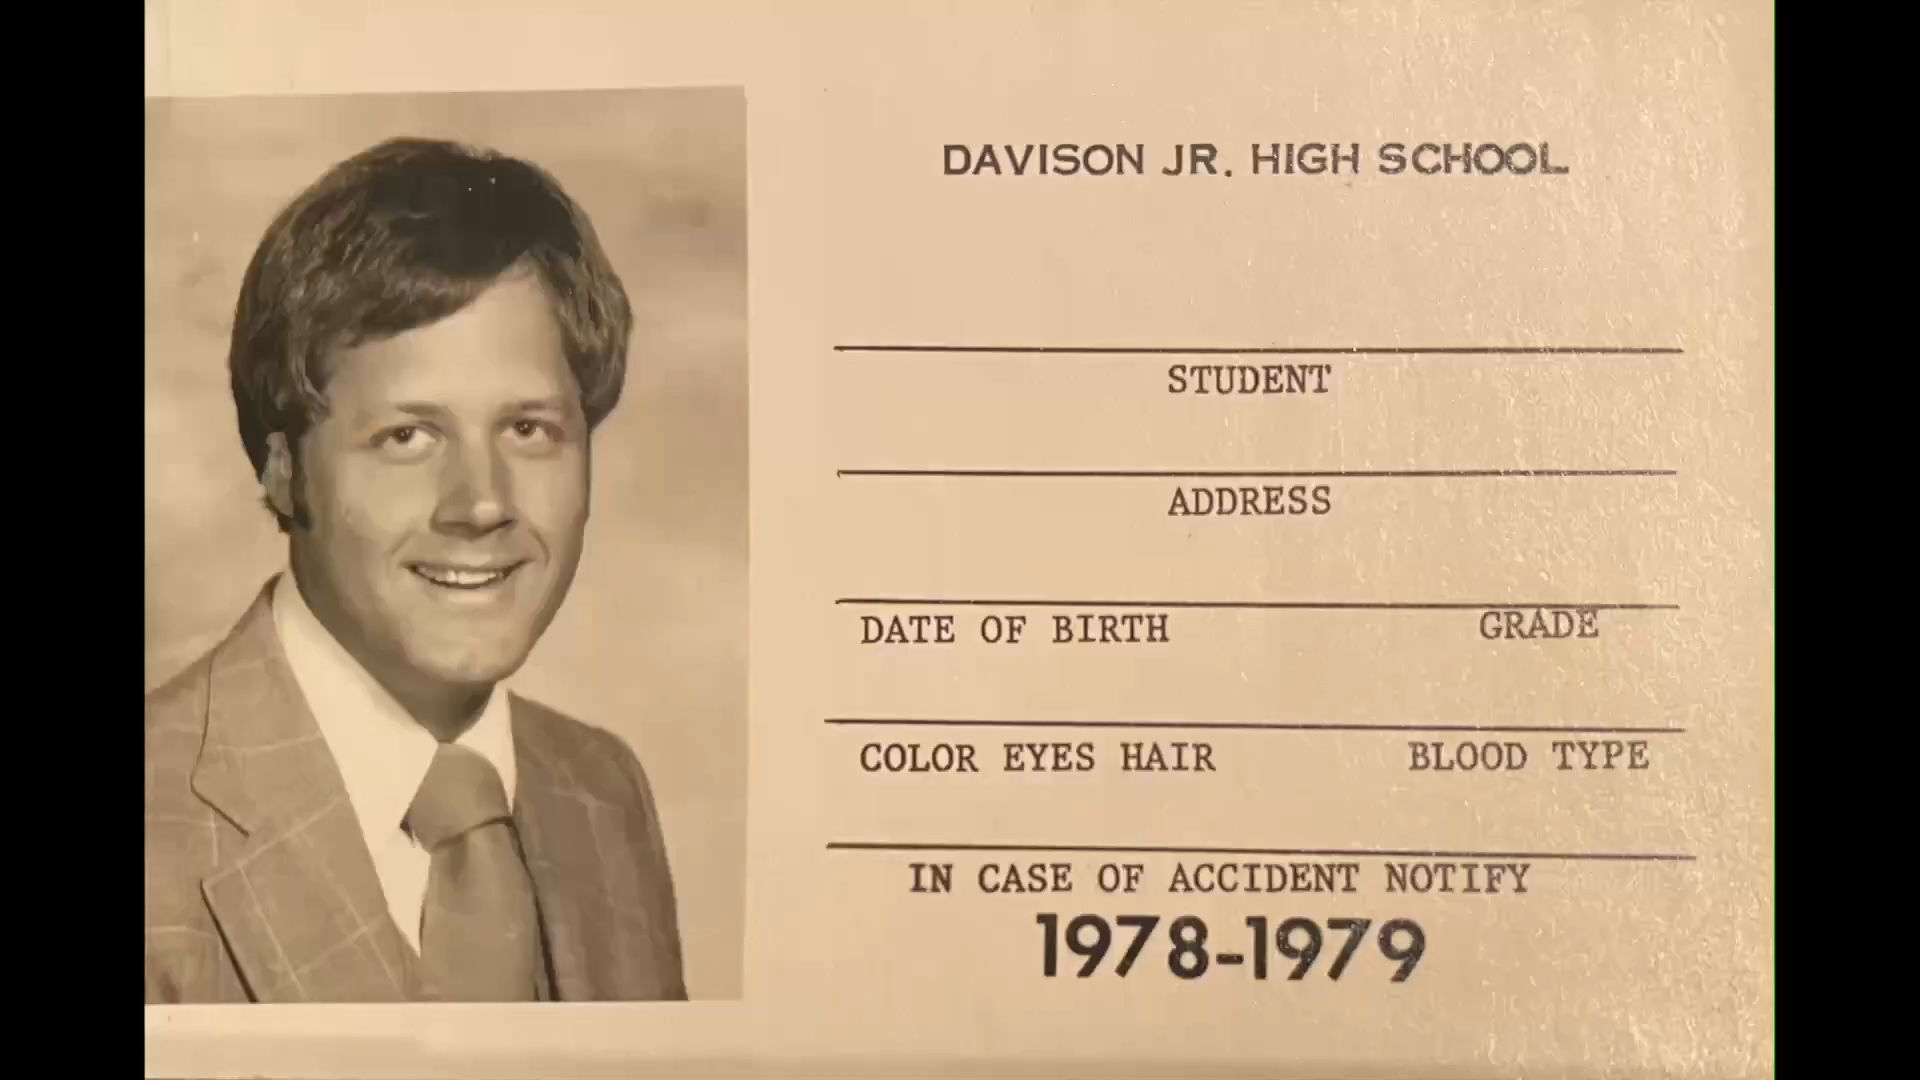 DAVISON JR. HIGH SCHOOL
STUDENT
ADDRESS
DATE OF BIRTH GRADE
COLOR EYES HAIR BLOOD TYPE
IN CASE OF ACCIDENT NOTIFY
1978-1979